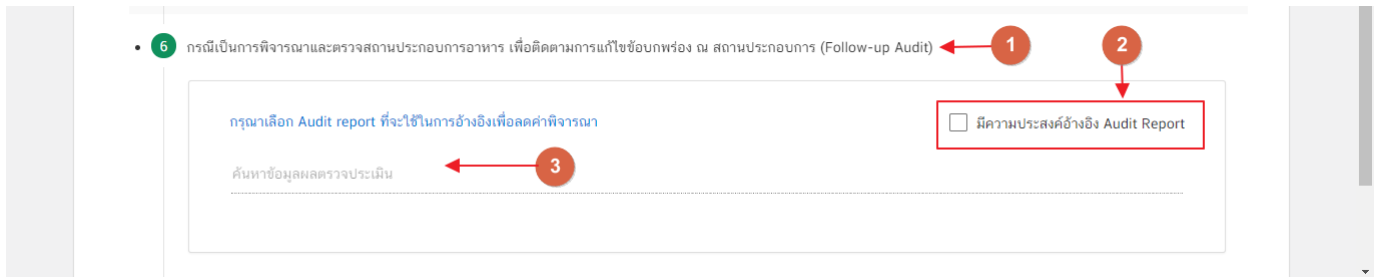 6 กรณีเป็นการพิจารณาและตรวจสถานประกอบการอาหาร เพื่อติดตามการแก้ไขข้อบกพร่อง ณ สถานประกอบการ (Follow-up Audit) 1 2
กรุณาเลือก Audit report ที่จะใช้ในการอ้างอิงเพื่อลดค่าพิจารณา มีความประสงค์อ้างอิง Audit Report
ค้นหาข้อมูลผลตรวจประเมิน 3